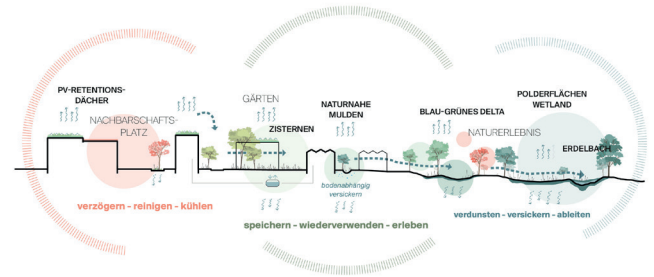 PV-RETENTIONS-
DÄCHER
NACHBARSCHAFTS-
PLATZ
GÄRTEN
ZISTERNEN
NATURNAHE
MULDEN
bodenabhängig
versickern
BLAU-GRÜNES DELTA
NATURERLEBNIS
POLDERFLÄCHEN
WETLAND
ERDELBACH
verzögern - reinigen - kühlen
speichern - wiederverwenden - erleben
verdunsten - versickern - ableiten